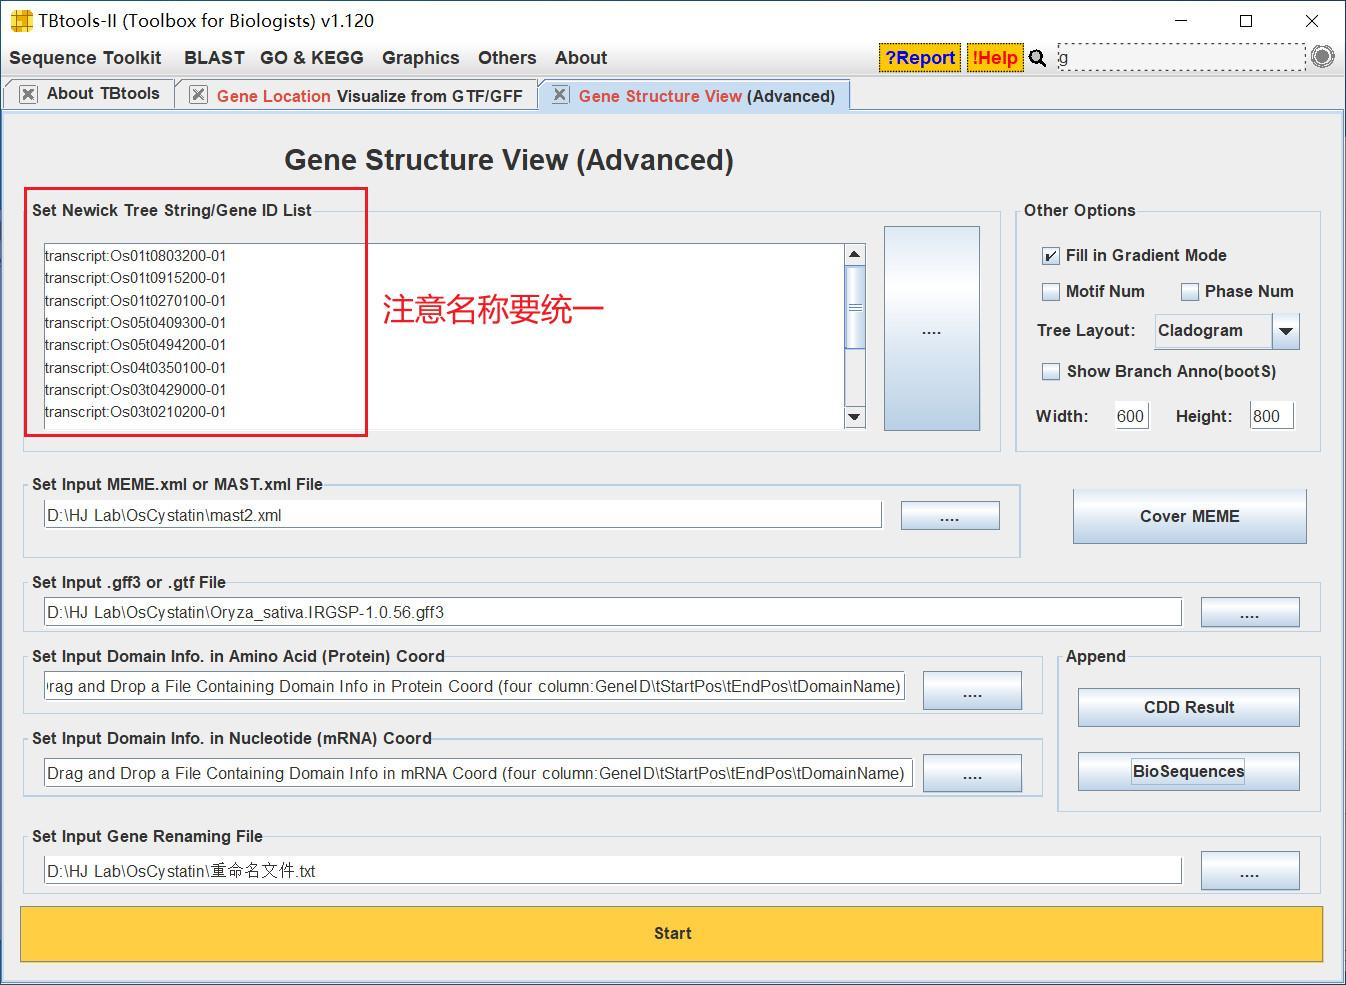 TBtools-II (Toolbox for Biologists) v1.120
Sequence Toolkit BLAST GO & KEGG Graphics Others About ?Report !Help g
About TBtools Gene Location Visualize from GTF/GFF Gene Structure View (Advanced)
Gene Structure View (Advanced)
Set Newick Tree String/Gene ID List
transcript:Os01t0803200-01
transcript:Os01t0915200-01
transcript:Os01t0270100-01
transcript:Os05t0409300-01
transcript:Os05t0494200-01
transcript:Os04t0350100-01
transcript:Os03t0429000-01
transcript:Os03t0210200-01
注意名称要统一
....
Other Options
Fill in Gradient Mode
Motif Num Phase Num
Tree Layout: Cladogram
Show Branch Anno(bootS)
Width: 600 Height: 800
Set Input MEME.xml or MAST.xml File
D:\HJ Lab\OsCystatin\mast2.xml ....
Cover MEME
Set Input .gff3 or .gtf File
D:\HJ Lab\OsCystatin\Oryza_sativa.IRGSP-1.0.56.gff3 ....
Set Input Domain Info. in Amino Acid (Protein) Coord
rag and Drop a File Containing Domain Info in Protein Coord (four column:GeneID\tStartPos\tEndPos\tDomainName) ....
Set Input Domain Info. in Nucleotide (mRNA) Coord
Drag and Drop a File Containing Domain Info in mRNA Coord (four column:GeneID\tStartPos\tEndPos\tDomainName) ....
Append
CDD Result
BioSequences
Set Input Gene Renaming File
D:\HJ Lab\OsCystatin\重命名文件.txt ....
Start